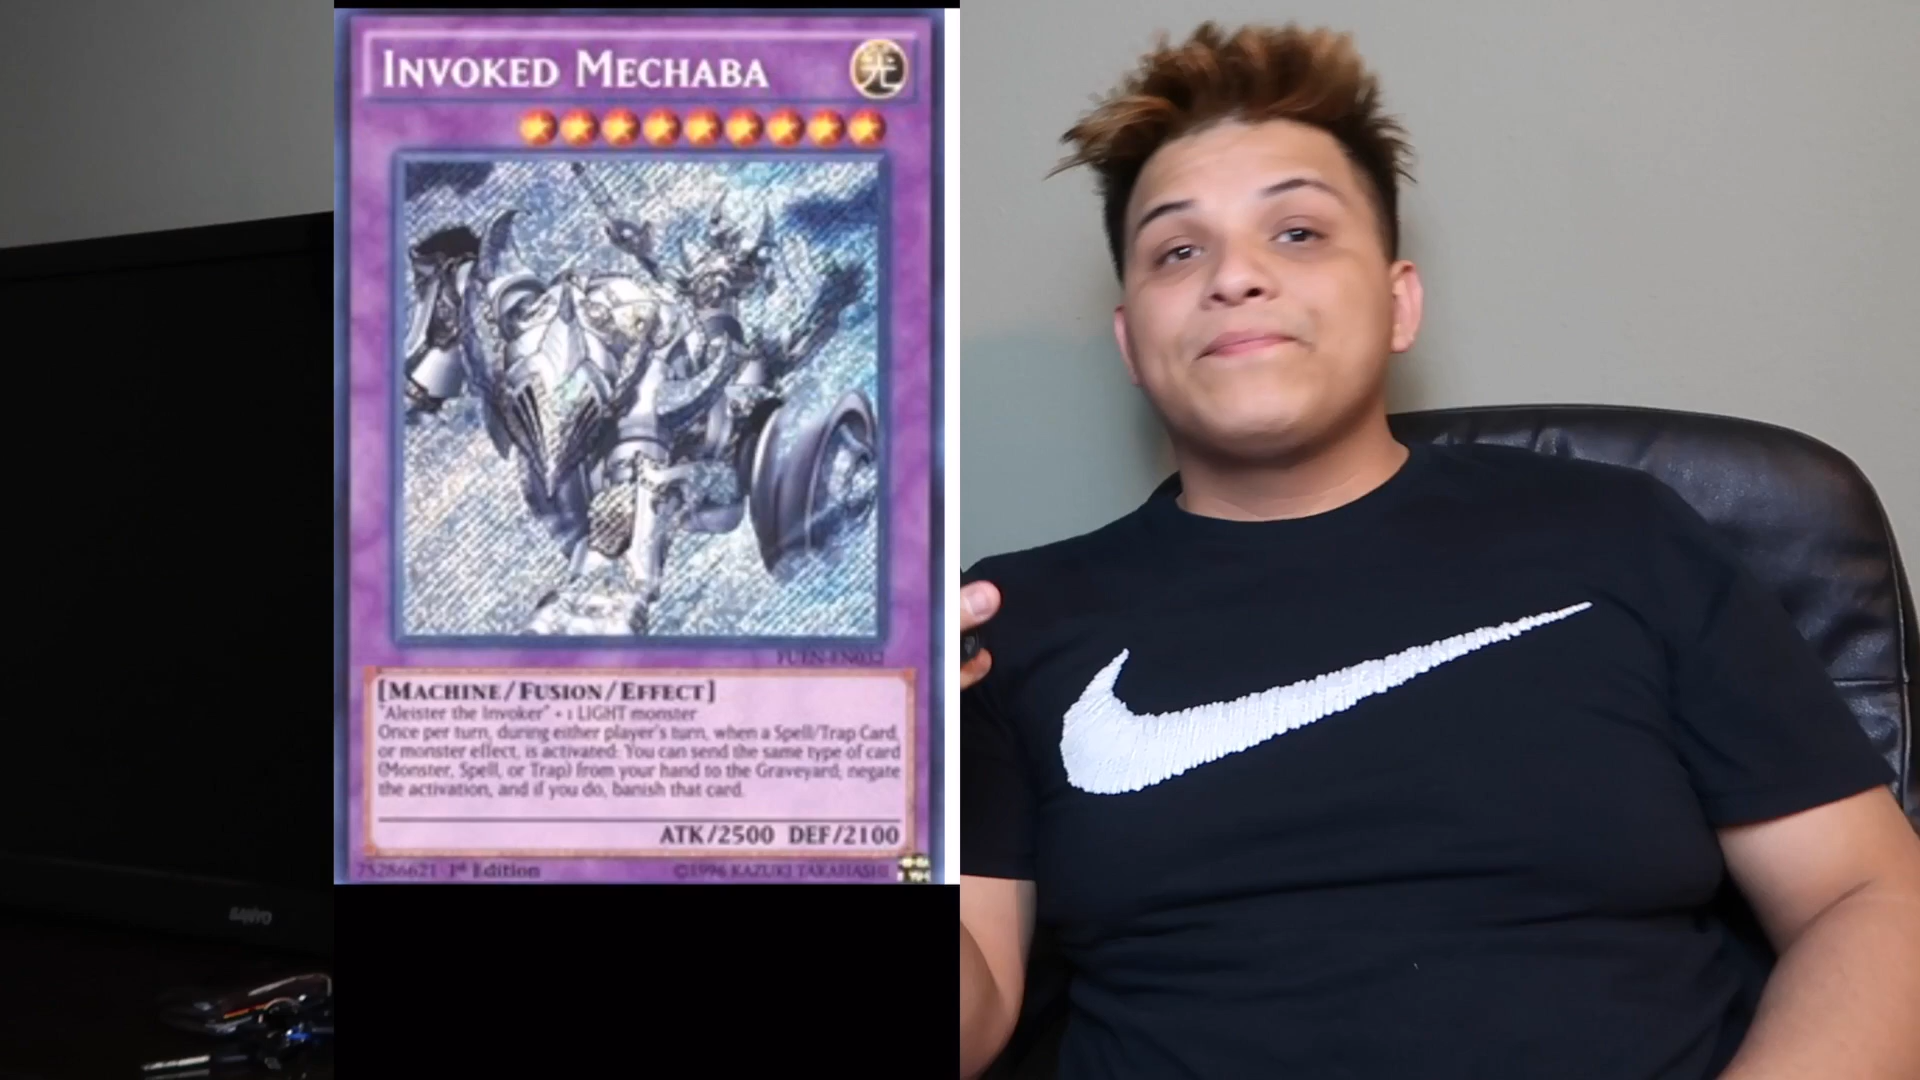 INVOKED MECHABA
光
FUEN-EN032
[MACHINE/FUSION/EFFECT]
"Aleister the Invoker" + 1 LIGHT monster
Once per turn, during either player's turn, when a Spell/Trap Card,
or monster effect, is activated: You can send the same type of card
(Monster, Spell, or Trap) from your hand to the Graveyard; negate
the activation, and if you do, banish that card.
ATK/2500 DEF/2100
75286621 1st Edition
©1996 KAZUKI TAKAHASHI
SANYO